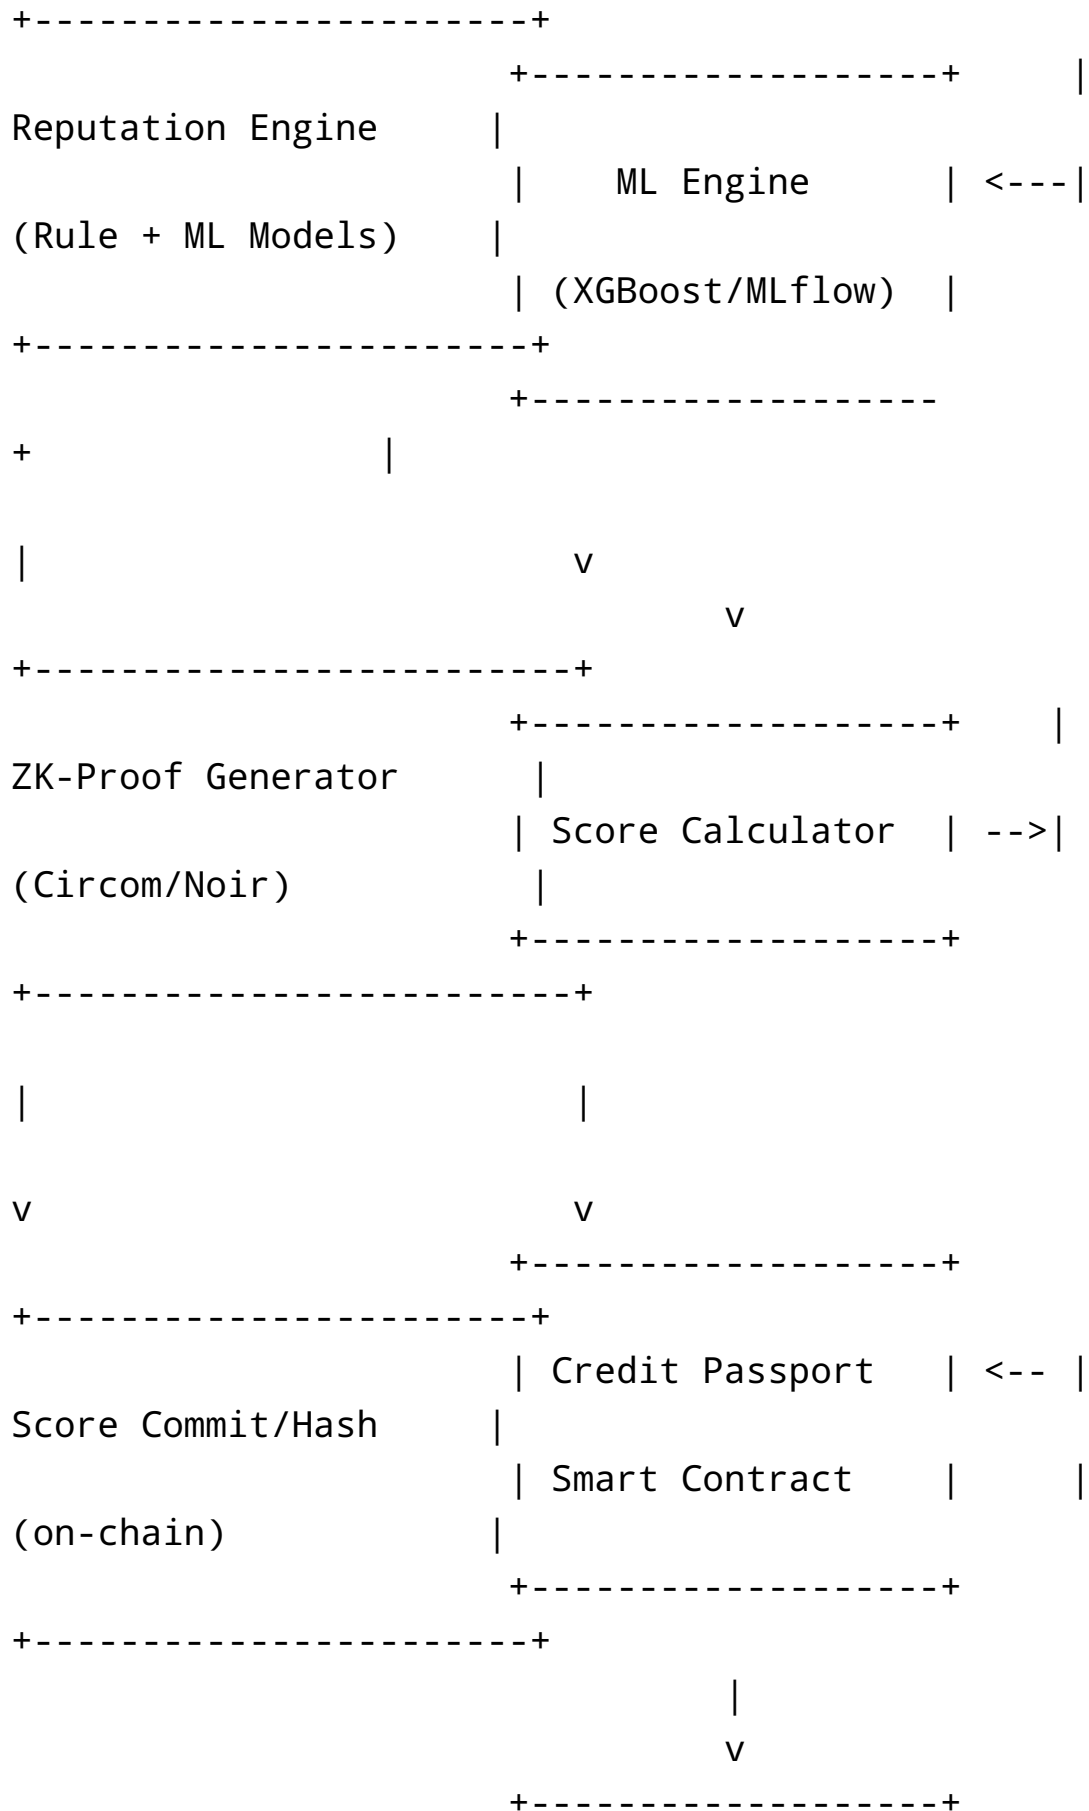 +-----------------------+
                       +-------------------+     |
Reputation Engine     |
                       |    ML Engine      | <---|
(Rule + ML Models)    |
                       | (XGBoost/MLflow)  |
+-----------------------+
                       +-------------------
+                |

|                         v
                                 v
+-------------------------+
                       +-------------------+    |
ZK-Proof Generator      |
                       | Score Calculator  | -->|
(Circom/Noir)           |
                       +-------------------+
+-------------------------+

|                         |

v                         v
                       +-------------------+
+-----------------------+
                       | Credit Passport   | <-- |
Score Commit/Hash     |
                       | Smart Contract    |     |
(on-chain)            |
                       +-------------------+
+-----------------------+
                                 |
                                 v
                       +-------------------+